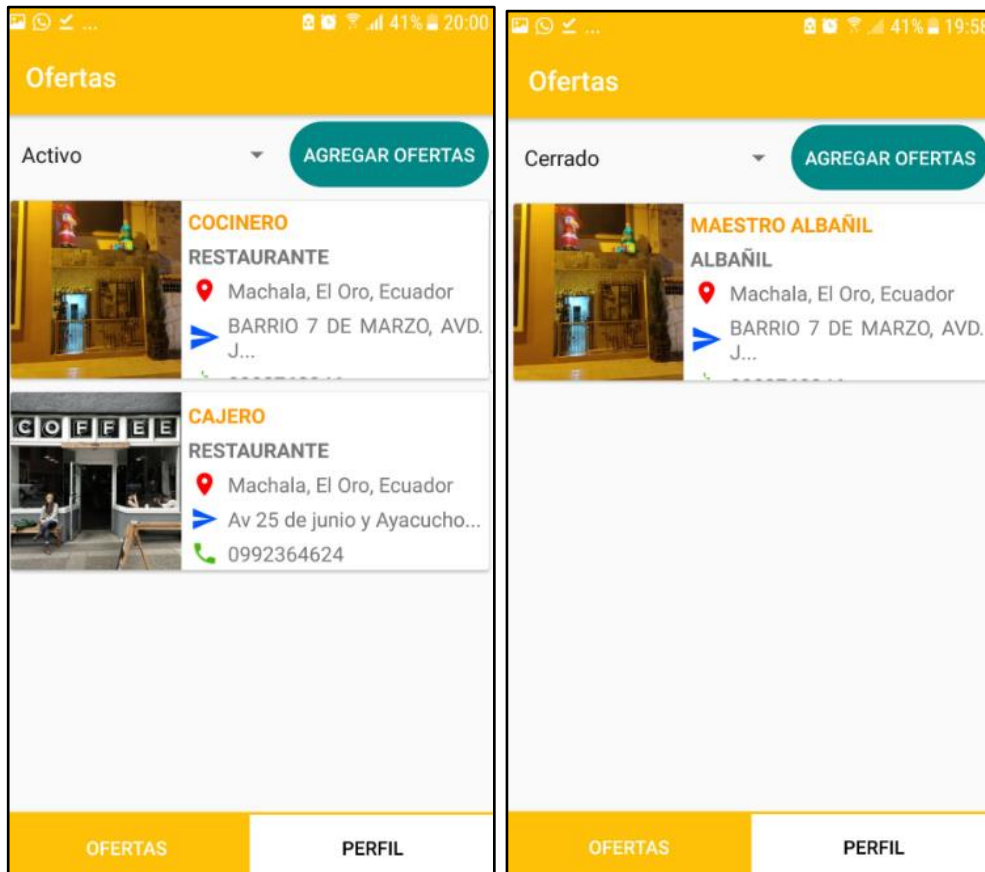 ... 41% 20:00
Ofertas
Activo
AGREGAR OFERTAS
COCINERO
RESTAURANTE
Machala, El Oro, Ecuador
BARRIO 7 DE MARZO, AVD.
J...
COFFEE
CAJERO
RESTAURANTE
Machala, El Oro, Ecuador
Av 25 de junio y Ayacucho...
0992364624
OFERTAS
PERFIL
... 41% 19:58
Ofertas
Cerrado
AGREGAR OFERTAS
MAESTRO ALBAÑIL
ALBAÑIL
Machala, El Oro, Ecuador
BARRIO 7 DE MARZO, AVD.
J...
OFERTAS
PERFIL